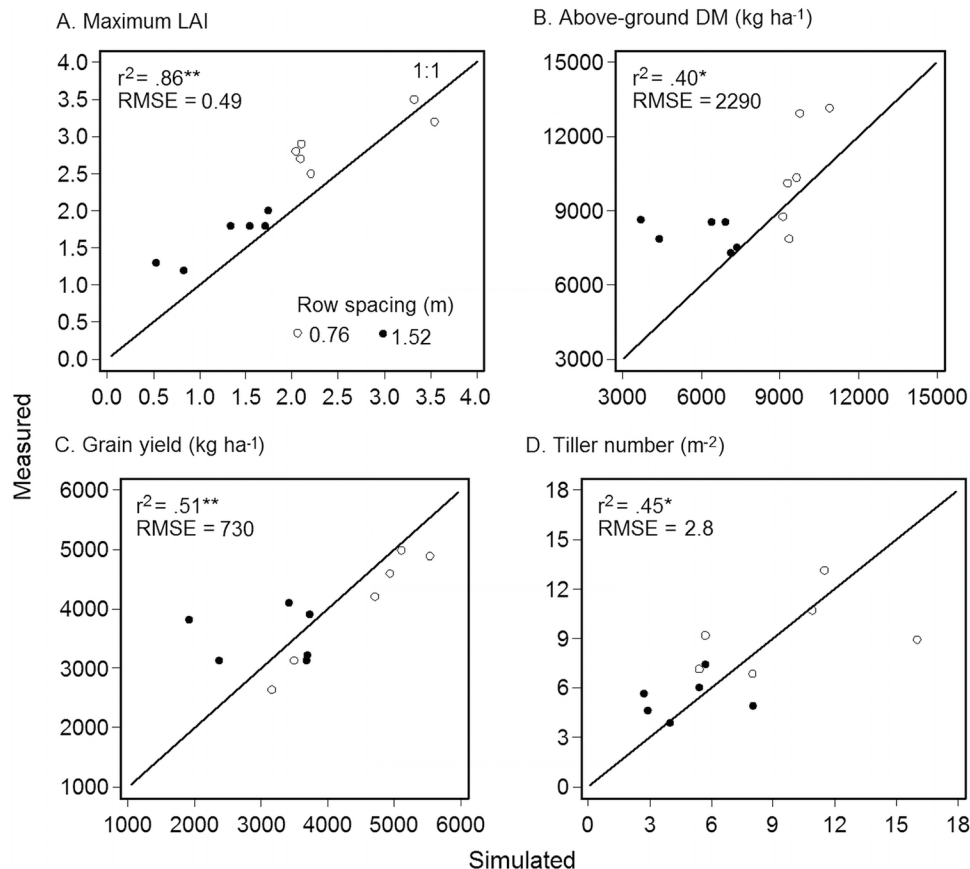 A. Maximum LAI
r2= .86**
RMSE = 0.49
1:1
4.0
3.5
3.0
2.5
2.0
1.5
1.0
0.5
0.0
Row spacing (m)
0.76 1.52
0.0 0.5 1.0 1.5 2.0 2.5 3.0 3.5 4.0
B. Above-ground DM (kg ha-1)
r2= .40*
RMSE = 2290
15000
12000
9000
6000
3000
3000 6000 9000 12000 15000
Measured
C. Grain yield (kg ha-1)
r2= .51**
RMSE = 730
6000
5000
4000
3000
2000
1000
1000 2000 3000 4000 5000 6000
D. Tiller number (m-2)
r2= .45*
RMSE = 2.8
18
15
12
9
6
3
0
0 3 6 9 12 15 18
Simulated